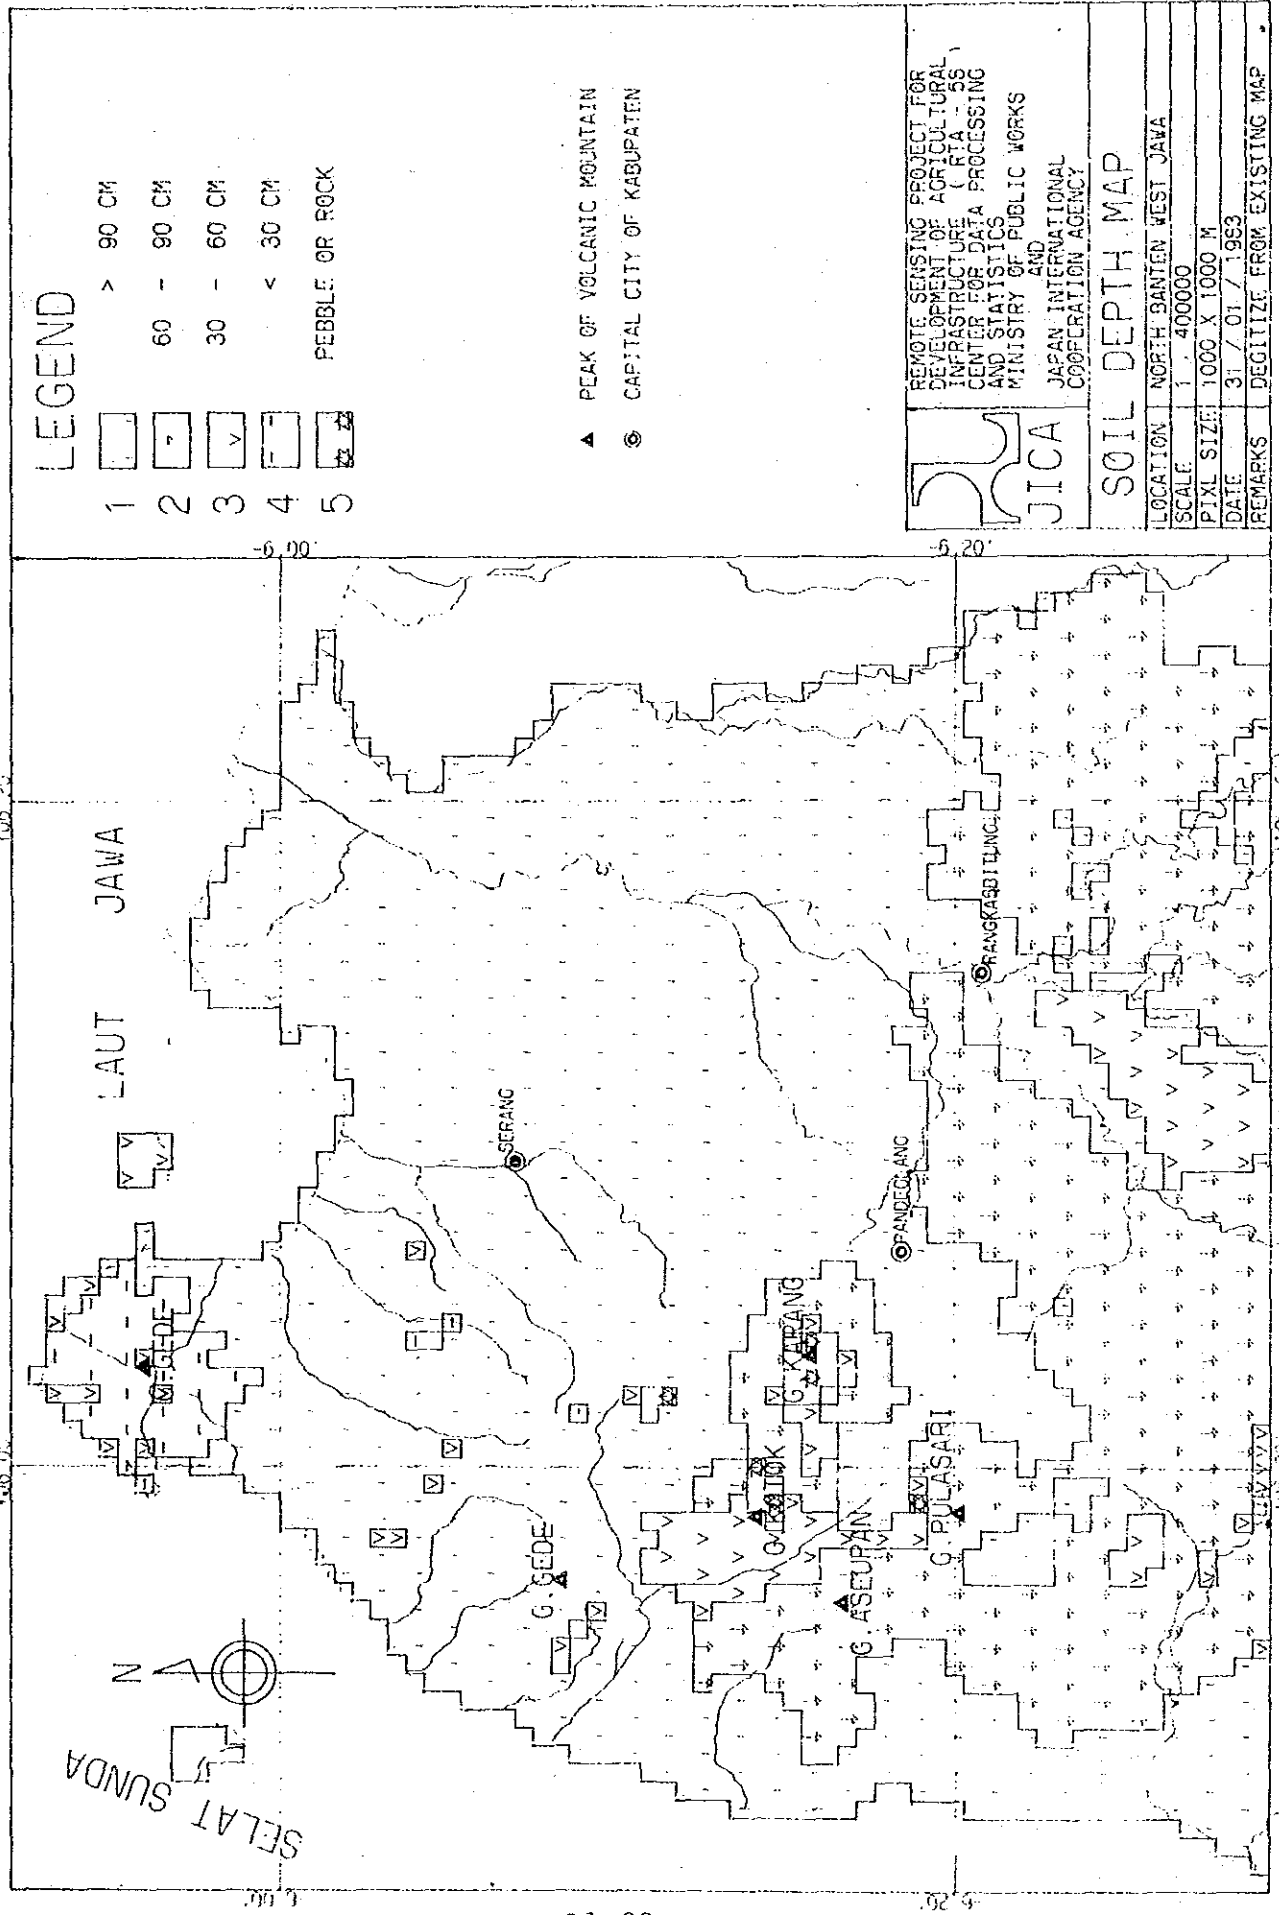 LEGEND
1 > 90 CM
2 60 - 90 CM
3 30 - 60 CM
4 < 30 CM
5 PEBBLE OR ROCK
▲ PEAK OF VOLCANIC MOUNTAIN
◎ CAPITAL CITY OF KABUPATEN
REMOTE SENSING PROJECT FOR
DEVELOPMENT OF AGRICULTURAL
INFRASTRUCTURE ( RTA - 5S )
CENTER FOR DATA PROCESSING
AND STATISTICS
MINISTRY OF PUBLIC WORKS
AND
JAPAN INTERNATIONAL
COOPERATION AGENCY
JICA
SOIL DEPTH MAP
LOCATION NORTH BANTEN WEST JAWA
SCALE 1 . 400000
PIXL SIZE 1000 X 1000 M
DATE 31 / 01 / 1983
REMARKS DEGITIZE FROM EXISTING MAP
-6.00'
-6.20'
LAUT JAWA
SELAT SUNDA
N
G.GEDE
SERANG
G.GEDE
G. KARANG
PANDEGLANG
RANGKASBITUNG
G.ASEUPAN
G.PULASARI